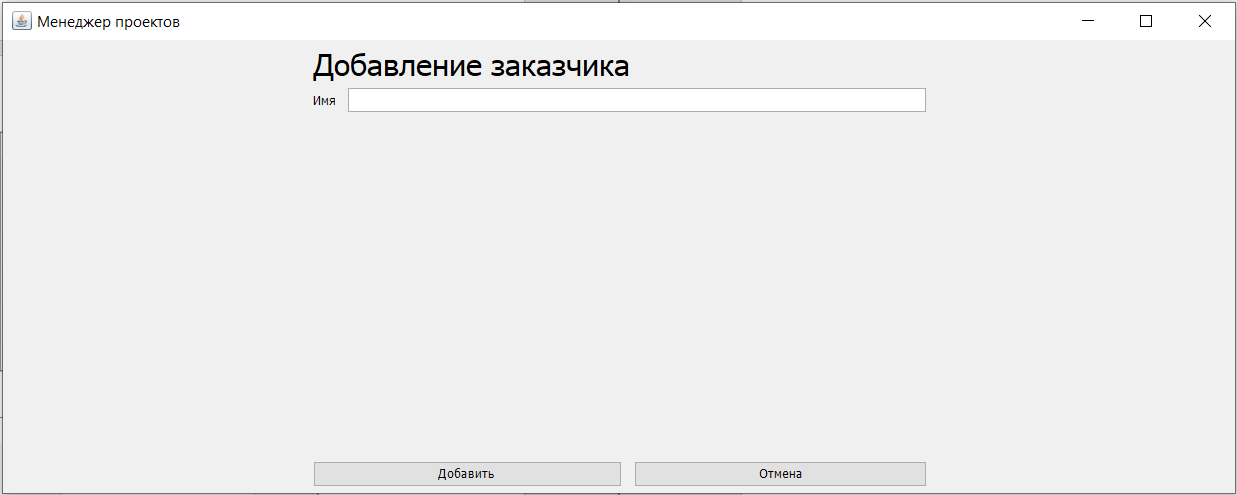 Менеджер проектов
Добавление заказчика
Имя
Добавить
Отмена